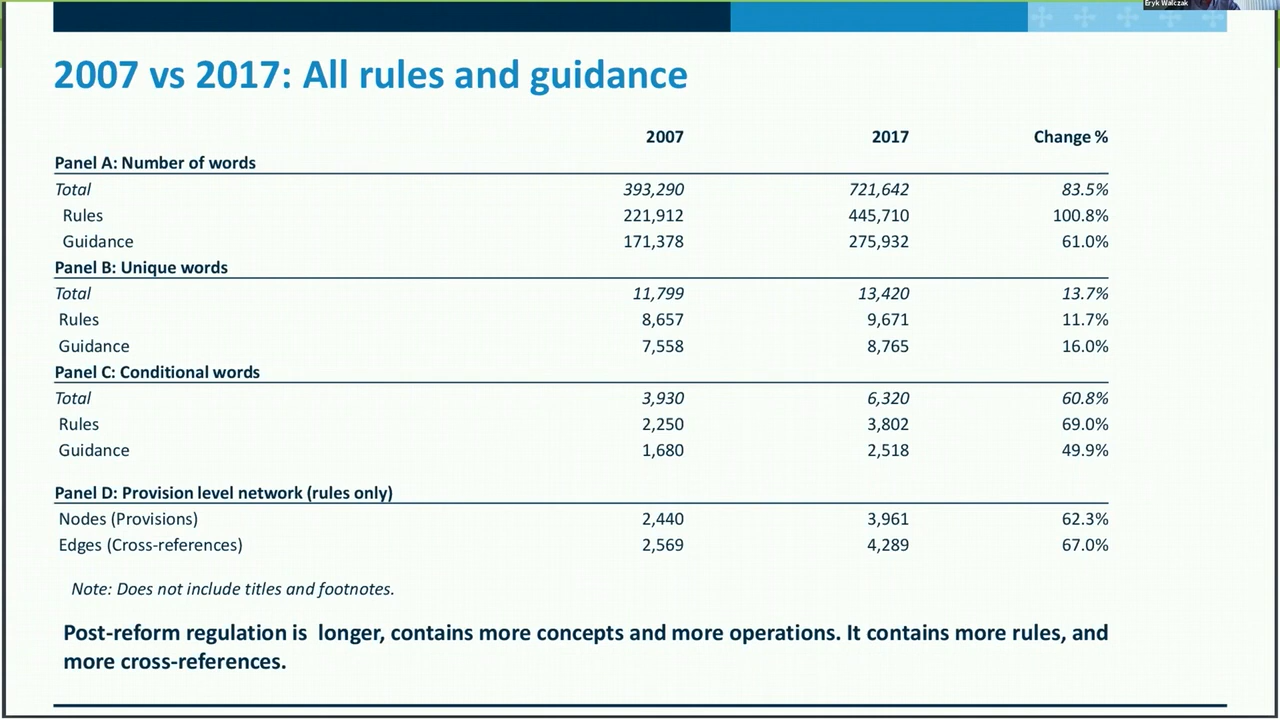 Eryk Walczak
2007 vs 2017: All rules and guidance
2007 2017 Change %
Panel A: Number of words
Total 393,290 721,642 83.5%
Rules 221,912 445,710 100.8%
Guidance 171,378 275,932 61.0%
Panel B: Unique words
Total 11,799 13,420 13.7%
Rules 8,657 9,671 11.7%
Guidance 7,558 8,765 16.0%
Panel C: Conditional words
Total 3,930 6,320 60.8%
Rules 2,250 3,802 69.0%
Guidance 1,680 2,518 49.9%
Panel D: Provision level network (rules only)
Nodes (Provisions) 2,440 3,961 62.3%
Edges (Cross-references) 2,569 4,289 67.0%
Note: Does not include titles and footnotes.
Post-reform regulation is longer, contains more concepts and more operations. It contains more rules, and
more cross-references.